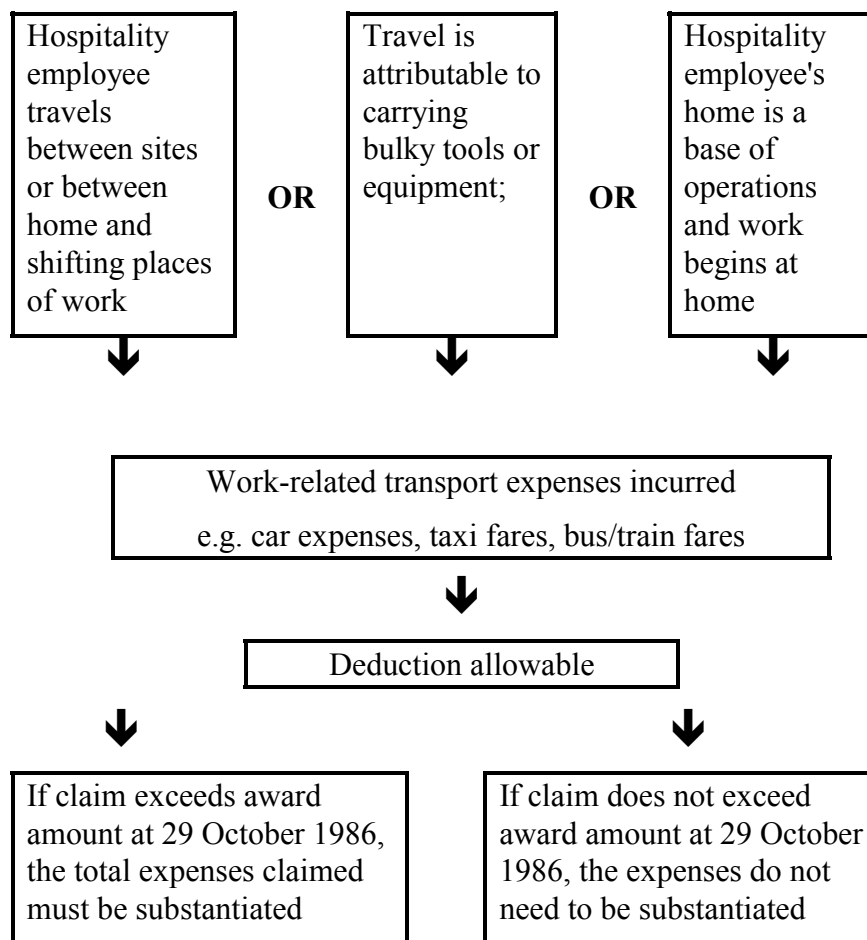 Hospitality
employee
travels
between sites
or between
home and
shifting places
of work
OR
Travel is
attributable to
carrying
bulky tools or
equipment;
OR
Hospitality
employee's
home is a
base of
operations
and work
begins at
home
Work-related transport expenses incurred
e.g. car expenses, taxi fares, bus/train fares
Deduction allowable
If claim exceeds award
amount at 29 October 1986,
the total expenses claimed
must be substantiated
If claim does not exceed
award amount at 29 October
1986, the expenses do not
need to be substantiated